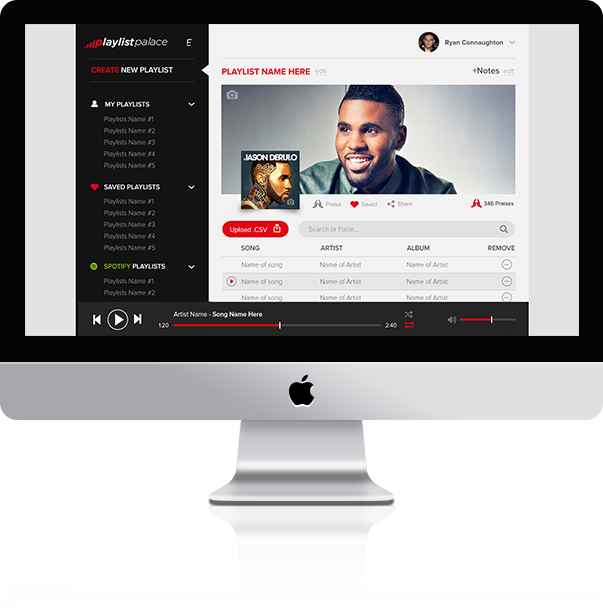 playlistpalace
E
Ryan Connaughton
CREATE NEW PLAYLIST
PLAYLIST NAME HERE edit
+Notes edit
MY PLAYLISTS
Playlists Name #1
Playlists Name #2
Playlists Name #3
Playlists Name #4
Playlists Name #5
SAVED PLAYLISTS
Playlists Name #1
Playlists Name #2
Playlists Name #3
Playlists Name #4
Playlists Name #5
SPOTIFY PLAYLISTS
Playlists Name #1
Playlists Name #2
JASON DERULO
Praise
Saved
Share
346 Praises
Upload .CSV
Search or Paste...
SONG ARTIST ALBUM REMOVE
Name of song Name of Artist Name of Artist
Name of song Name of Artist Name of Artist
Name of song Name of Artist Name of Artist
Artist Name - Song Name Here
1:20
2:40